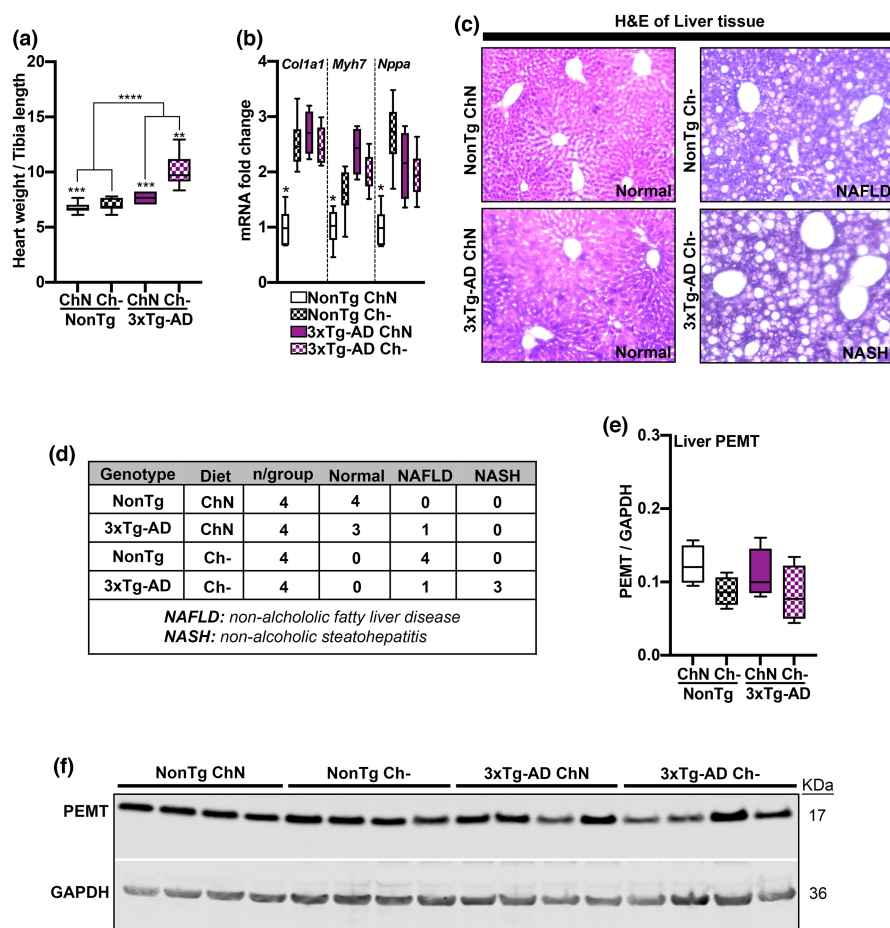 (a)
Heart weight / Tibia length
20
15
10
5
0
****
**
***
***
ChN Ch- ChN Ch-
NonTg 3xTg-AD
(b)
mRNA fold change
Col1a1 Myh7 Nppa
4
3
2
1
0
*
*
*
NonTg ChN
NonTg Ch-
3xTg-AD ChN
3xTg-AD Ch-
(c)
H&E of Liver tissue
NonTg ChN
Normal
NonTg Ch-
NAFLD
3xTg-AD ChN
Normal
3xTg-AD Ch-
NASH
(d)
Genotype Diet n/group Normal NAFLD NASH
NonTg ChN 4 4 0 0
3xTg-AD ChN 4 3 1 0
NonTg Ch- 4 0 4 0
3xTg-AD Ch- 4 0 1 3
NAFLD: non-alchololic fatty liver disease
NASH: non-alcoholic steatohepatitis
(e)
Liver PEMT
PEMT / GAPDH
0.3
0.2
0.1
0.0
ChN Ch- ChN Ch-
NonTg 3xTg-AD
(f)
NonTg ChN NonTg Ch- 3xTg-AD ChN 3xTg-AD Ch-
KDa
PEMT 17
GAPDH 36